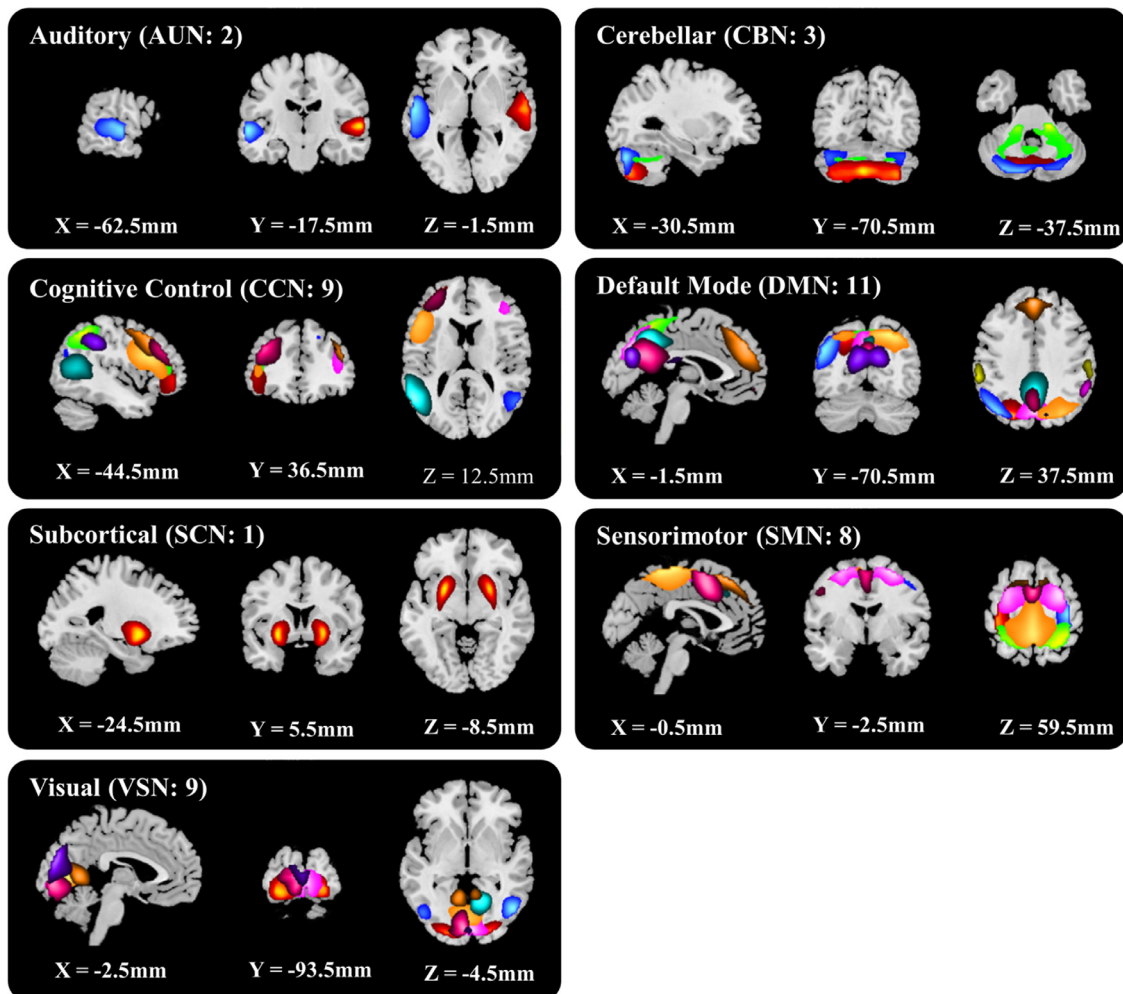 Auditory (AUN: 2)
X = -62.5mm Y = -17.5mm Z = -1.5mm
Cerebellar (CBN: 3)
X = -30.5mm Y = -70.5mm Z = -37.5mm
Cognitive Control (CCN: 9)
X = -44.5mm Y = 36.5mm Z = 12.5mm
Default Mode (DMN: 11)
X = -1.5mm Y = -70.5mm Z = 37.5mm
Subcortical (SCN: 1)
X = -24.5mm Y = 5.5mm Z = -8.5mm
Sensorimotor (SMN: 8)
X = -0.5mm Y = -2.5mm Z = 59.5mm
Visual (VSN: 9)
X = -2.5mm Y = -93.5mm Z = -4.5mm